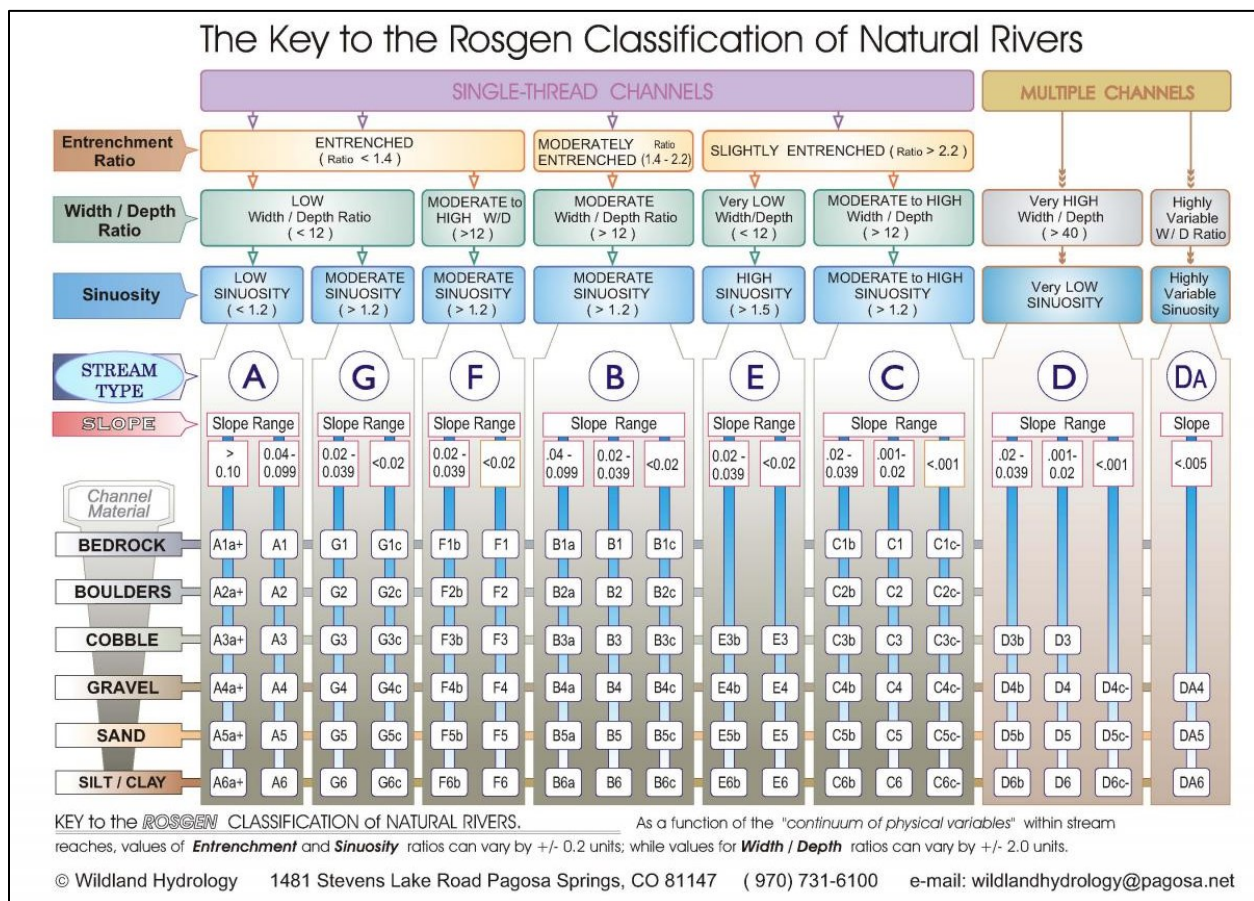 The Key to the Rosgen Classification of Natural Rivers
SINGLE-THREAD CHANNELS
MULTIPLE CHANNELS
Entrenchment
Ratio
ENTRENCHED
( Ratio < 1.4 )
MODERATELY Ratio
ENTRENCHED (1.4 - 2.2)
SLIGHTLY ENTRENCHED ( Ratio > 2.2 )
Width / Depth
Ratio
LOW
Width / Depth Ratio
( < 12 )
MODERATE to
HIGH W/D
( >12 )
MODERATE
Width / Depth Ratio
( > 12 )
Very LOW
Width/Depth
( < 12 )
MODERATE to HIGH
Width / Depth
( > 12 )
Very HIGH
Width / Depth
( > 40 )
Highly
Variable
W/ D Ratio
Sinuosity
LOW
SINUOSITY
( < 1.2 )
MODERATE
SINUOSITY
( > 1.2 )
MODERATE
SINUOSITY
( > 1.2 )
MODERATE
SINUOSITY
( > 1.2 )
HIGH
SINUOSITY
( > 1.5 )
MODERATE to HIGH
SINUOSITY
( > 1.2 )
Very LOW
SINUOSITY
Highly
Variable
Sinuosity
STREAM
TYPE
A G F B E C D DA
SLOPE
Slope Range Slope Range Slope Range Slope Range Slope Range Slope Range Slope Range Slope
> 0.10
0.04 - 0.099
0.02 - 0.039
<0.02
0.02 - 0.039
<0.02
.04 - 0.099
0.02 - 0.039
<0.02
0.02 - 0.039
<0.02
.02 - 0.039
.001- 0.02
<.001
.02 - 0.039
.001- 0.02
<.001
<.005
Channel
Material
BEDROCK A1a+ A1 G1 G1c F1b F1 B1a B1 B1c C1b C1 C1c-
BOULDERS A2a+ A2 G2 G2c F2b F2 B2a B2 B2c C2b C2 C2c-
COBBLE A3a+ A3 G3 G3c F3b F3 B3a B3 B3c E3b E3 C3b C3 C3c- D3b D3
GRAVEL A4a+ A4 G4 G4c F4b F4 B4a B4 B4c E4b E4 C4b C4 C4c- D4b D4 D4c- DA4
SAND A5a+ A5 G5 G5c F5b F5 B5a B5 B5c E5b E5 C5b C5 C5c- D5b D5 D5c- DA5
SILT / CLAY A6a+ A6 G6 G6c F6b F6 B6a B6 B6c E6b E6 C6b C6 C6c- D6b D6 D6c- DA6
KEY to the ROSGEN CLASSIFICATION of NATURAL RIVERS. As a function of the "continuum of physical variables" within stream
reaches, values of Entrenchment and Sinuosity ratios can vary by +/- 0.2 units; while values for Width / Depth ratios can vary by +/- 2.0 units.
© Wildland Hydrology 1481 Stevens Lake Road Pagosa Springs, CO 81147 ( 970) 731-6100 e-mail: wildlandhydrology@pagosa.net